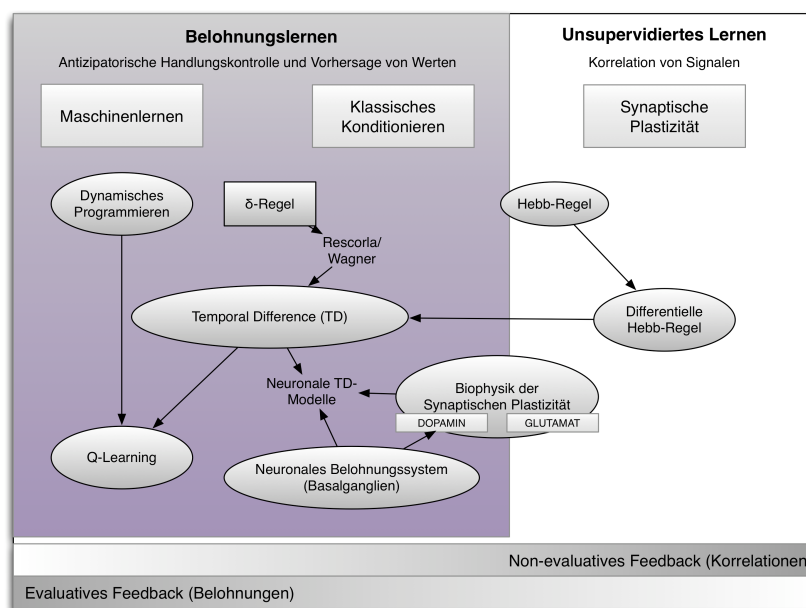 Belohnungslernen
Antizipatorische Handlungskontrolle und Vorhersage von Werten
Unsupervidiertes Lernen
Korrelation von Signalen
Maschinenlernen
Klassisches
Konditionieren
Synaptische
Plastizität
Dynamisches
Programmieren
δ-Regel
Hebb-Regel
Rescorla/
Wagner
Temporal Difference (TD)
Differentielle
Hebb-Regel
Neuronale TD-
Modelle
Biophysik der
Synaptischen Plastizität
DOPAMIN
GLUTAMAT
Q-Learning
Neuronales Belohnungssystem
(Basalganglien)
Non-evaluatives Feedback (Korrelationen
Evaluatives Feedback (Belohnungen)